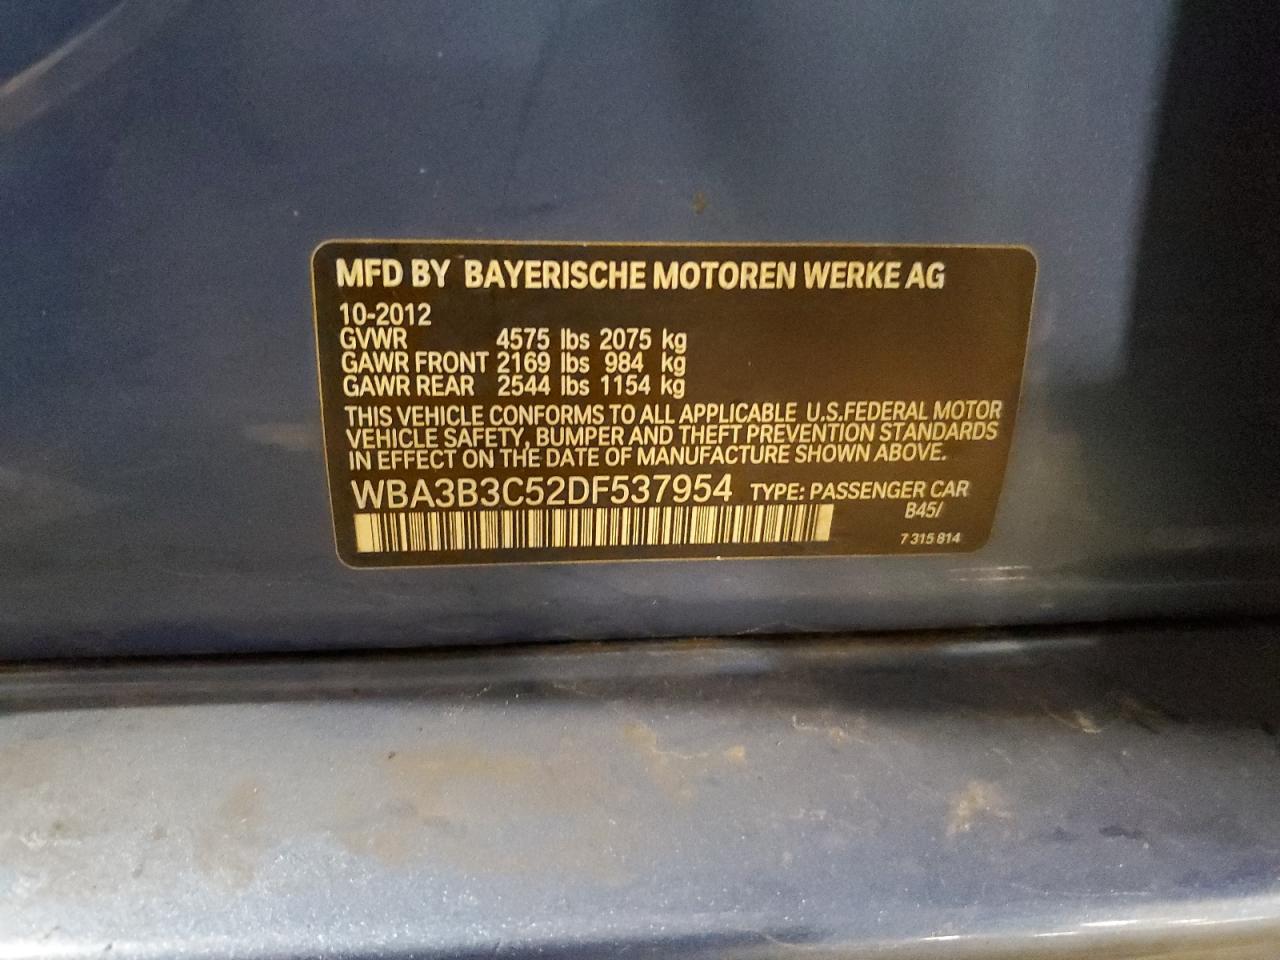 MFD BY BAYERISCHE MOTOREN WERKE AG
10-2012
GVWR 4575 lbs 2075 kg
GAWR FRONT 2169 lbs 984 kg
GAWR REAR 2544 lbs 1154 kg
THIS VEHICLE CONFORMS TO ALL APPLICABLE U.S.FEDERAL MOTOR
VEHICLE SAFETY, BUMPER AND THEFT PREVENTION STANDARDS
IN EFFECT ON THE DATE OF MANUFACTURE SHOWN ABOVE.
WBA3B3C52DF537954 TYPE: PASSENGER CAR
B45/
7 315 814